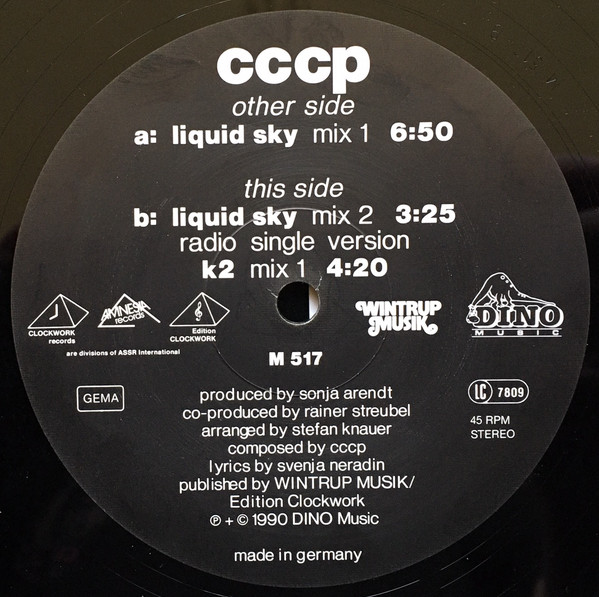 cccp
other side
a: liquid sky mix 1 6:50
this side
b: liquid sky mix 2 3:25
radio single version
k2 mix 1 4:20
CLOCKWORK
records
AMNESIA
records
Edition
CLOCKWORK
are divisions of ASSR International
WINTRUP
MUSIK
DINO
MUSIC
M 517
GEMA
LC 7809
45 RPM
STEREO
produced by sonja arendt
co-produced by rainer streubel
arranged by stefan knauer
composed by cccp
lyrics by svenja neradin
published by WINTRUP MUSIK/
Edition Clockwork
℗ + © 1990 DINO Music
made in germany